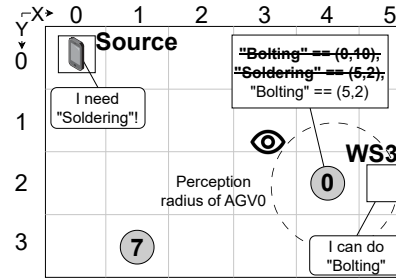 X
0 1 2 3 4 5
Y
0
1
2
3
Source
I need
"Soldering"!
"Bolting" == (0,10),
"Soldering" == (5,2),
"Bolting" == (5,2)
WS3
Perception
radius of AGV0
0
7
I can do
"Bolting"